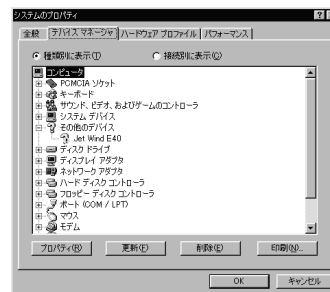 システムのプロパティ
全般 デバイス マネージャ ハードウェア プロファイル パフォーマンス
種類別に表示(T) 接続別に表示(C)
コンピュータ
PCMCIA ソケット
キーボード
サウンド、ビデオ、およびゲームのコントローラ
システム デバイス
その他のデバイス
Jet Wind E40
ディスク ドライブ
ディスプレイ アダプタ
ネットワーク アダプタ
ハード ディスク コントローラ
フロッピー ディスク コントローラ
ポート (COM / LPT)
マウス
モデム
プロパティ(R) 更新(F) 削除(E) 印刷(N)...
OK キャンセル